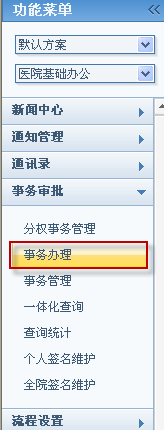 功能菜单
默认方案
医院基础办公
新闻中心
通知管理
通讯录
事务审批
分权事务管理
事务办理
事务管理
一体化查询
查询统计
个人签名维护
全院签名维护
流程设置